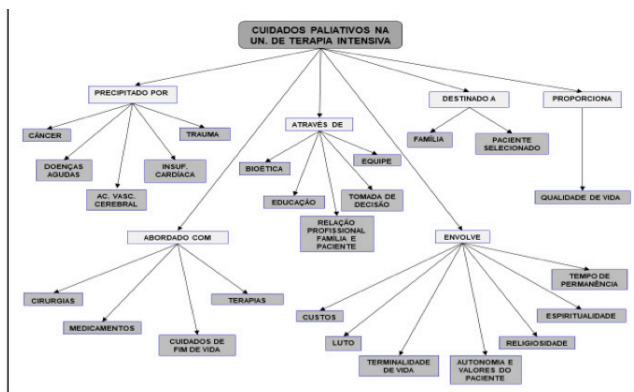 CUIDADOS PALIATIVOS NA
UN. DE TERAPIA INTENSIVA
PRECIPITADO POR
CÂNCER
DOENÇAS
AGUDAS
AC. VASC.
CEREBRAL
INSUF.
CARDÍACA
TRAUMA
ATRAVÉS DE
BIOÉTICA
EDUCAÇÃO
RELAÇÃO
PROFISSIONAL
FAMÍLIA E
PACIENTE
TOMADA DE
DECISÃO
EQUIPE
DESTINADO A
FAMÍLIA
PACIENTE
SELECIONADO
PROPORCIONA
QUALIDADE DE VIDA
ABORDADO COM
CIRURGIAS
MEDICAMENTOS
CUIDADOS DE
FIM DE VIDA
TERAPIAS
ENVOLVE
CUSTOS
LUTO
TERMINALIDADE
DE VIDA
AUTONOMIA E
VALORES DO
PACIENTE
RELIGIOSIDADE
ESPIRITUALIDADE
TEMPO DE
PERMANÊNCIA